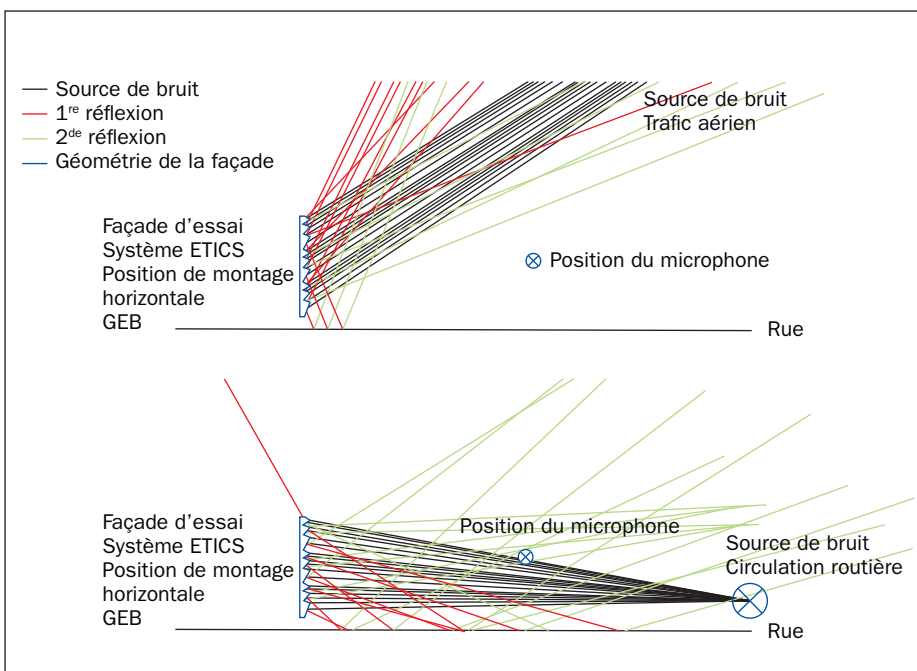 Source de bruit
1re réflexion
2de réflexion
Géométrie de la façade
Source de bruit
Trafic aérien
Façade d'essai
Système ETICS
Position de montage
horizontale
GEB
Position du microphone
Rue
Façade d'essai
Système ETICS
Position de montage
horizontale
GEB
Position du microphone
Source de bruit
Circulation routière
Rue